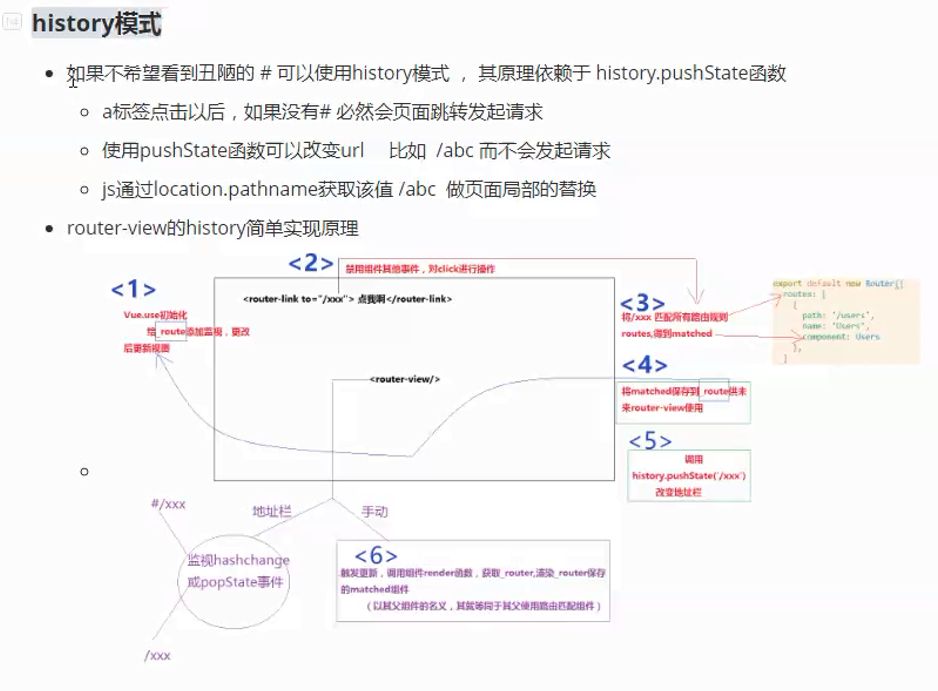 history模式
如果不希望看到丑陋的 # 可以使用history模式 ， 其原理依赖于 history.pushState函数
a标签点击以后，如果没有# 必然会页面跳转发起请求
使用pushState函数可以改变url 比如 /abc 而不会发起请求
js通过location.pathname获取该值 /abc 做页面局部的替换
router-view的history简单实现原理
<1>
Vue.use初始化
给_route添加监视，更改
后更新视图
<2>
禁用组件其他事件，对click进行操作
<router-link to="/xxx"> 点我啊</router-link>
<router-view/>
<3>
将/xxx 匹配所有路由规则
routes,得到matched
export default new Router({
routes: [
{
path: '/users',
name: 'Users',
component: Users
},
]
<4>
将matched保存到_route供未
来router-view使用
<5>
调用
history.pushState('/xxx')
改变地址栏
#/xxx
地址栏
手动
监视hashchange
或popState事件
/xxx
<6>
触发更新，调用组件render函数，获取_router,渲染_router保存
的matched组件
（以其父组件的名义，其就等同于其父使用路由匹配组件）